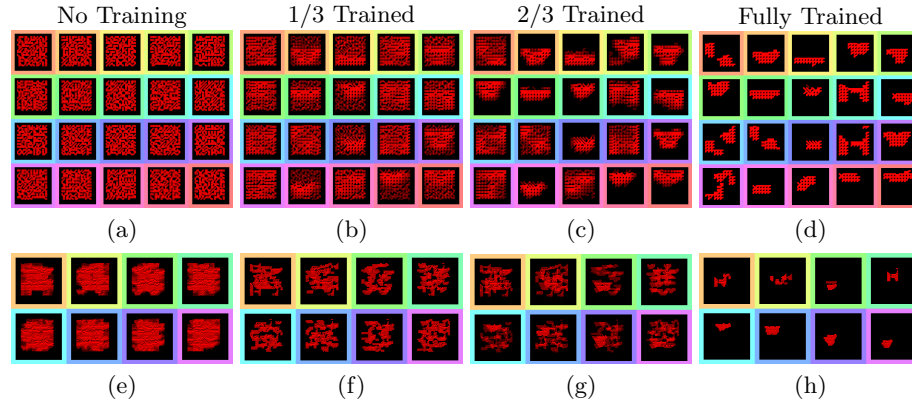 No Training 1/3 Trained 2/3 Trained Fully Trained
(a) (b) (c) (d)
(e) (f) (g) (h)